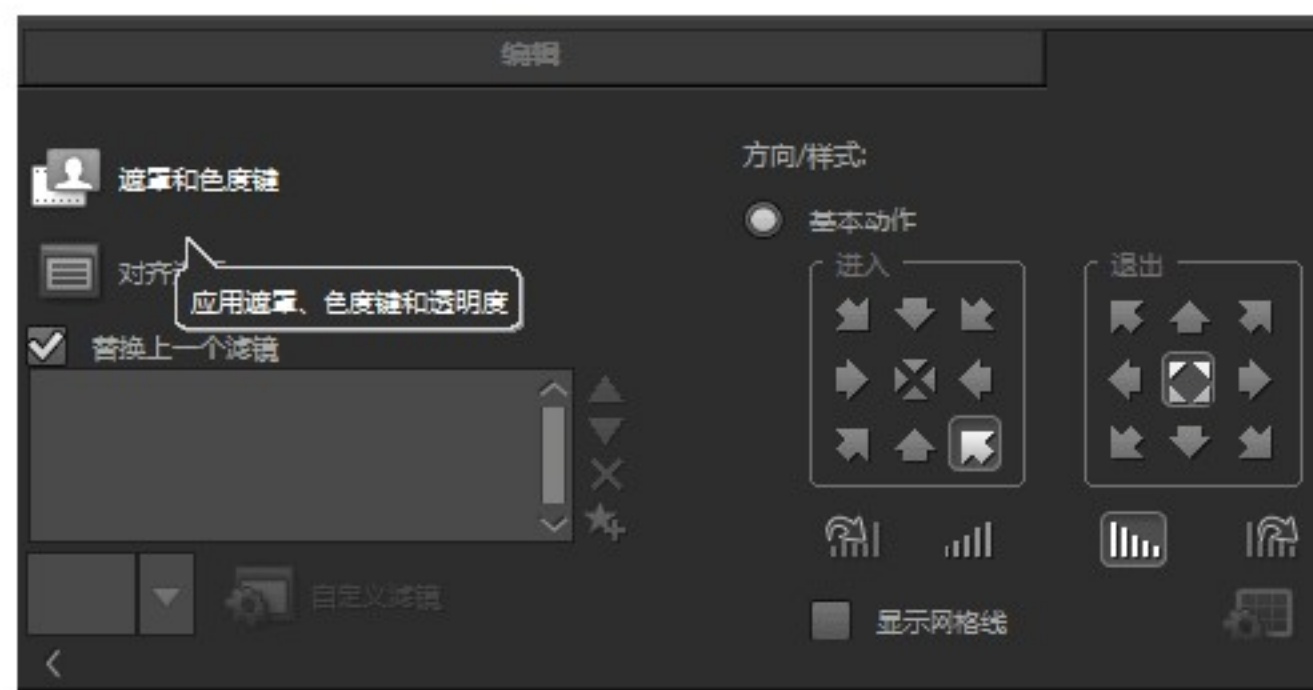 编辑
遮罩和色度键
对齐
应用遮罩、色度键和透明度
替换上一个滤镜
自定义滤镜
方向/样式:
基本动作
进入
退出
显示网格线